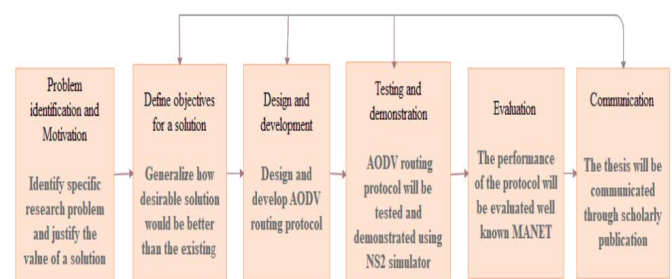 Problem
identification and
Motivation
Identify specific
research problem
and justify the
value of a solution
Define objectives
for a solution
Generalize how
desirable solution
would be better
than the existing
Design and
development
Design and
develop AODV
routing protocol
Testing and
demonstration
AODV routing
protocol will be
tested and
demonstrated using
NS2 simulator
Evaluation
The performance
of the protocol will
be evaluated well
known MANET
Communication
The thesis will be
communicated
through scholarly
publication